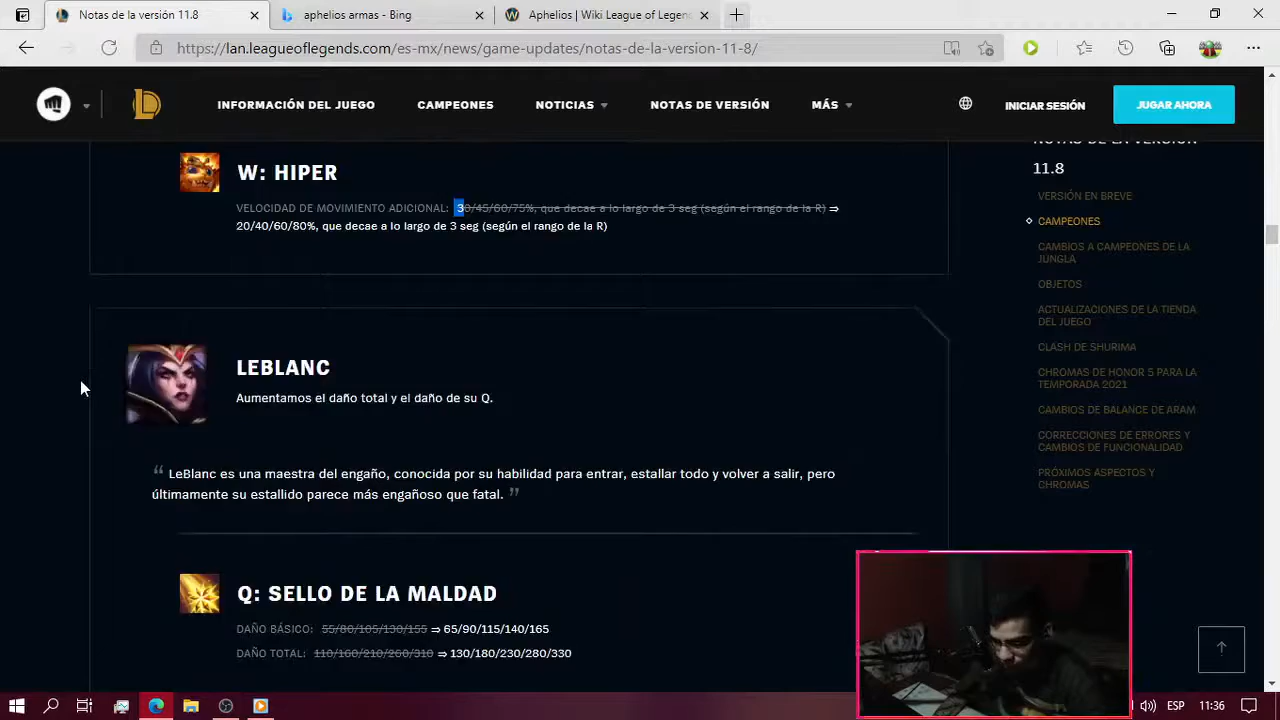 Notas de la versión 11.8
aphelios armas - Bing
Aphelios | Wiki League of Legend
https://lan.leagueoflegends.com/es-mx/news/game-updates/notas-de-la-version-11-8/
INFORMACIÓN DEL JUEGO
CAMPEONES
NOTICIAS
NOTAS DE VERSIÓN
MÁS
INICIAR SESIÓN
JUGAR AHORA
W: HIPER
VELOCIDAD DE MOVIMIENTO ADICIONAL: 30/45/60/75%, que decae a lo largo de 3 seg (según el rango de la R) ⇒
20/40/60/80%, que decae a lo largo de 3 seg (según el rango de la R)
LEBLANC
Aumentamos el daño total y el daño de su Q.
“ LeBlanc es una maestra del engaño, conocida por su habilidad para entrar, estallar todo y volver a salir, pero
últimamente su estallido parece más engañoso que fatal. ”
Q: SELLO DE LA MALDAD
DAÑO BÁSICO: 55/80/105/130/155 ⇒ 65/90/115/140/165
DAÑO TOTAL: 110/160/210/260/310 ⇒ 130/180/230/280/330
NOTAS DE LA VERSIÓN
11.8
VERSIÓN EN BREVE
CAMPEONES
CAMBIOS A CAMPEONES DE LA
JUNGLA
OBJETOS
ACTUALIZACIONES DE LA TIENDA
DEL JUEGO
CLASH DE SHURIMA
CHROMAS DE HONOR 5 PARA LA
TEMPORADA 2021
CAMBIOS DE BALANCE DE ARAM
CORRECCIONES DE ERRORES Y
CAMBIOS DE FUNCIONALIDAD
PRÓXIMOS ASPECTOS Y
CHROMAS
ESP
11:36